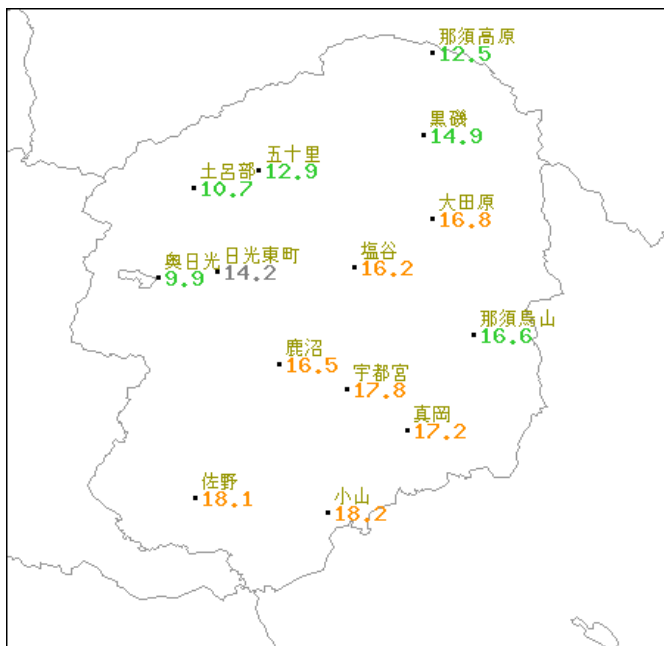 那須高原
12.5
黒磯
14.9
五十里
12.9
土呂部
10.7
大田原
16.8
日光東町
14.2
奥日光
9.9
塩谷
16.2
那須烏山
16.6
鹿沼
16.5
宇都宮
17.8
真岡
17.2
佐野
18.1
小山
18.2